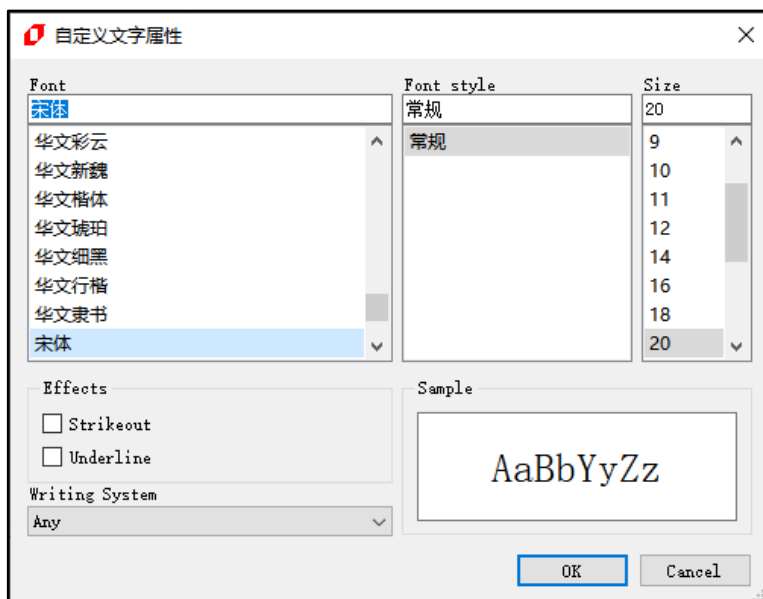 自定义文字属性
Font
宋体
华文彩云
华文新魏
华文楷体
华文琥珀
华文细黑
华文行楷
华文隶书
宋体
Font style
常规
常规
Size
20
9
10
11
12
14
16
18
20
Effects
Strikeout
Underline
Writing System
Any
Sample
AaBbYyZz
OK
Cancel